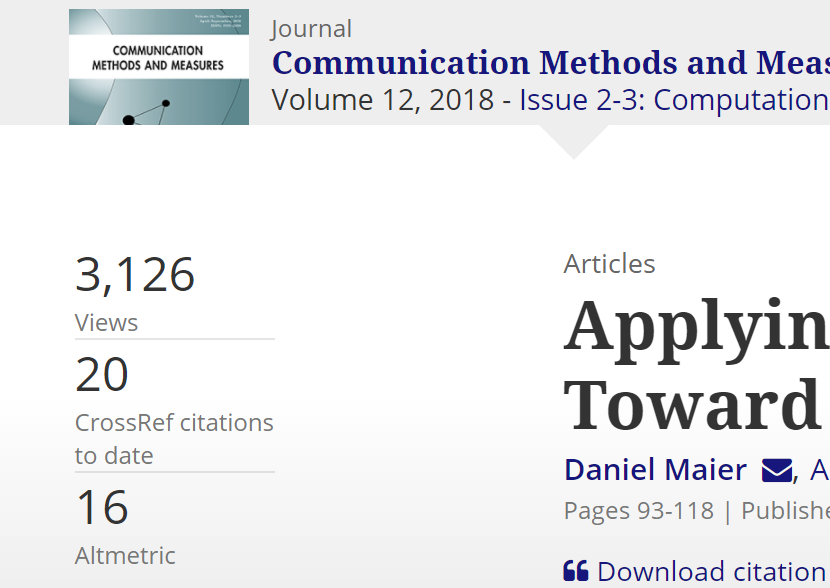 COMMUNICATION
METHODS AND MEASURES
Journal
Communication Methods and Meas
Volume 12, 2018 - Issue 2-3: Computation
3,126
Views
20
CrossRef citations
to date
16
Altmetric
Articles
Applyin
Toward
Daniel Maier , A
Pages 93-118 | Publishe
Download citation